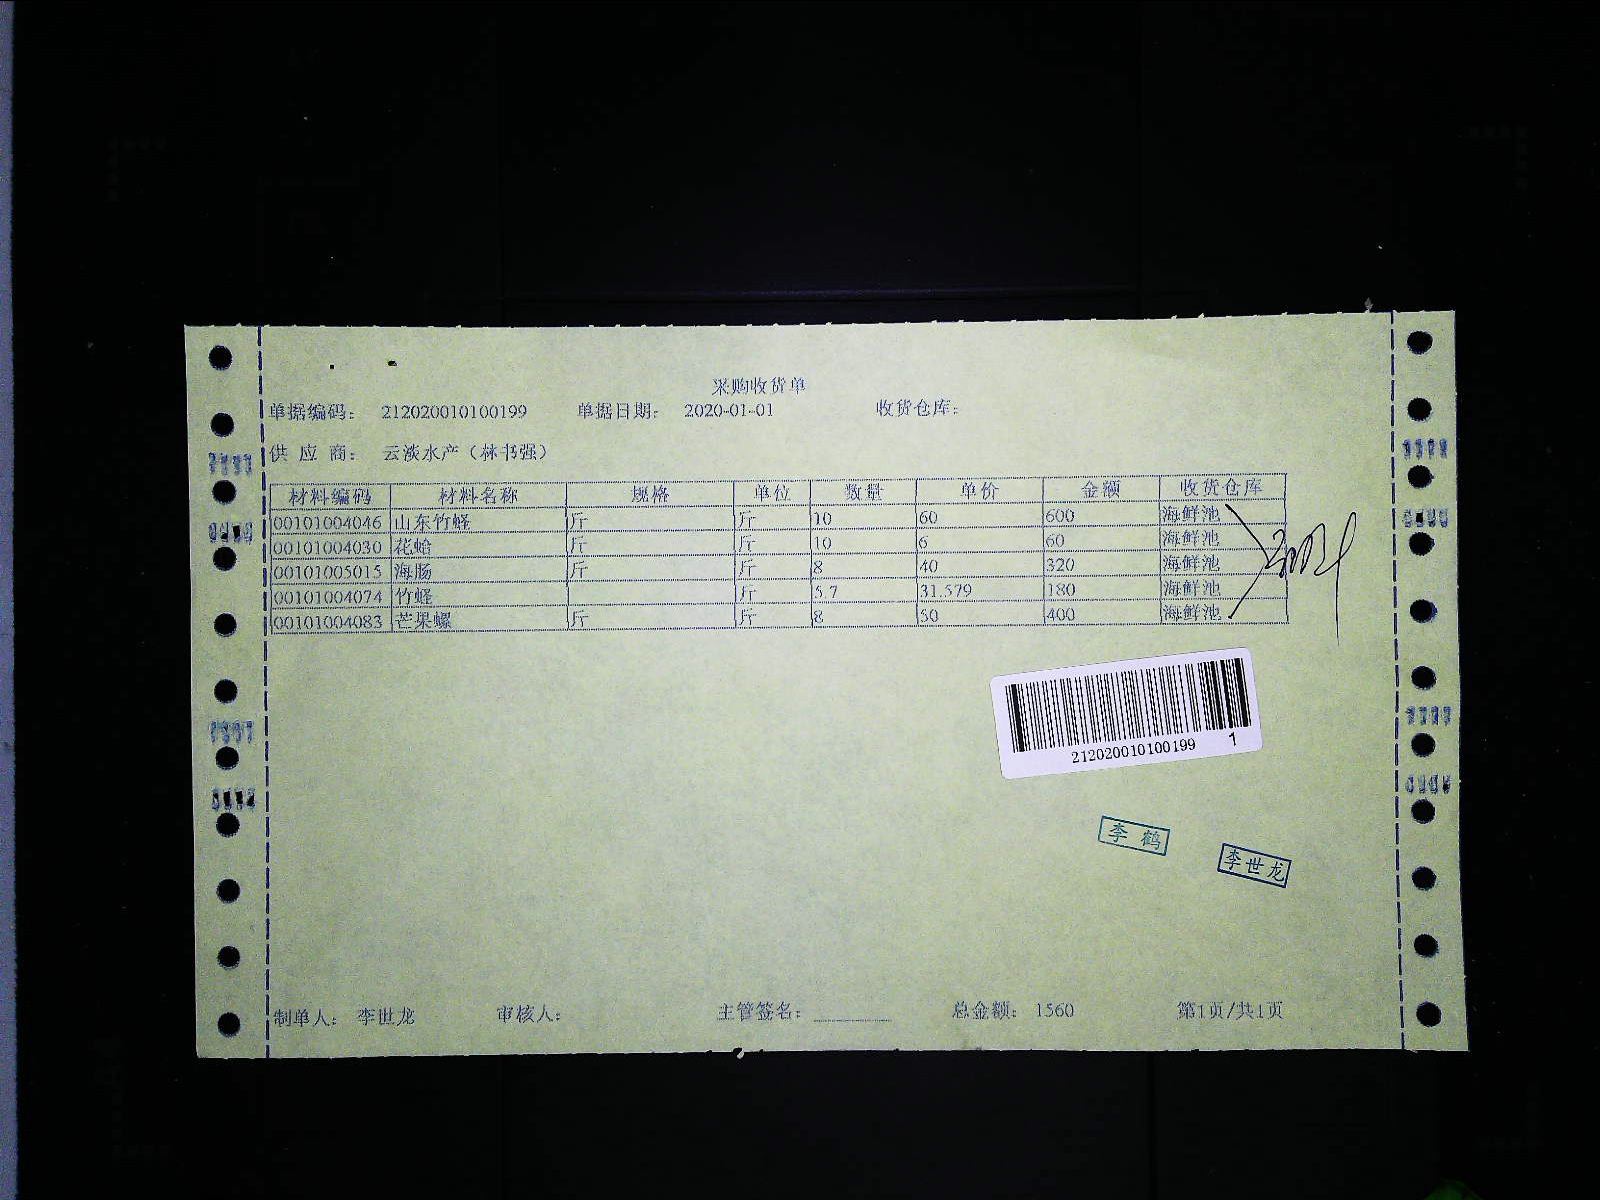 采购收货单
单据编码： 212020010100199 单据日期： 2020-01-01 收货仓库：
供 应 商： 云淡水产（林书强）
材料编码 材料名称 规格 单位 数量 单价 金额 收货仓库
00101004046 山东竹蛏 斤 斤 10 60 600 海鲜池
00101004030 花蛤 斤 斤 10 6 60 海鲜池
00101005015 海肠 斤 斤 8 40 320 海鲜池
00101004074 竹蛏 斤 5.7 31.579 180 海鲜池
00101004083 芒果螺 斤 斤 8 50 400 海鲜池
212020010100199 1
李 鹤
李世龙
制单人： 李世龙 审核人： 主管签名： 总金额： 1560 第1页/共1页